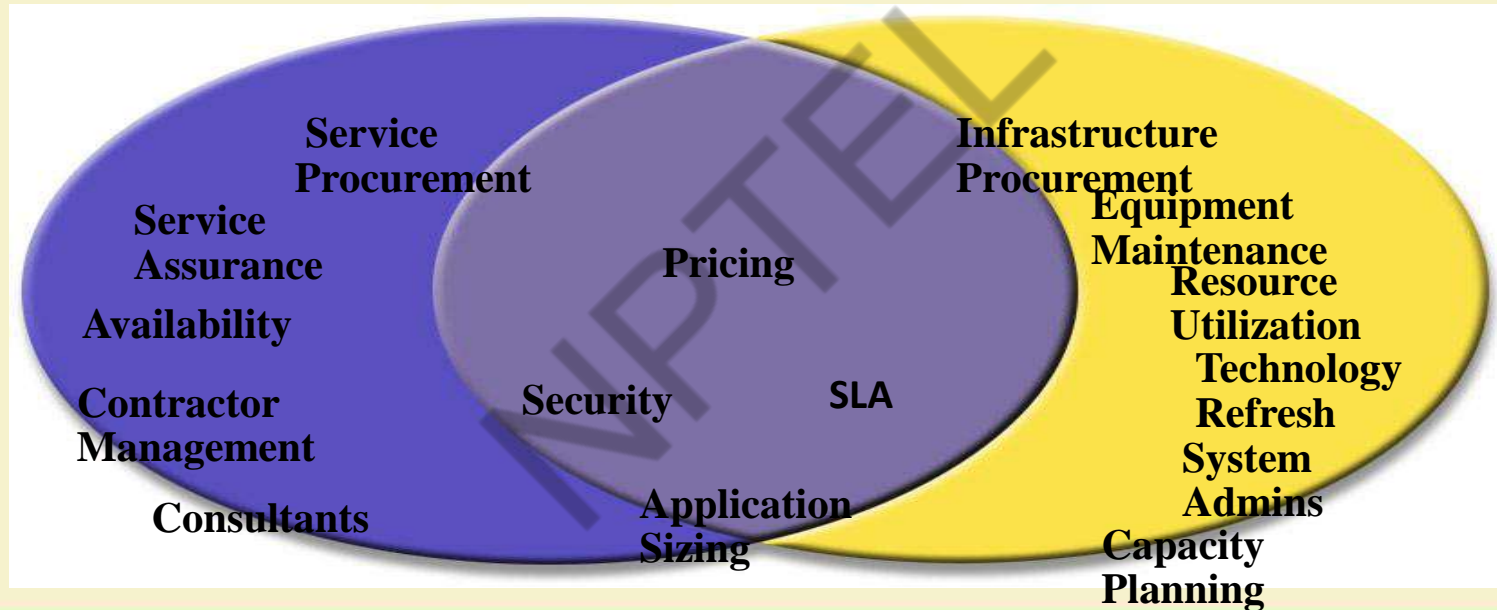 Service
Procurement
Service
Assurance
Availability
Contractor
Management
Consultants
Pricing
Security
SLA
Application
Sizing
Infrastructure
Procurement
Equipment
Maintenance
Resource
Utilization
Technology
Refresh
System
Admins
Capacity
Planning
NPTEL